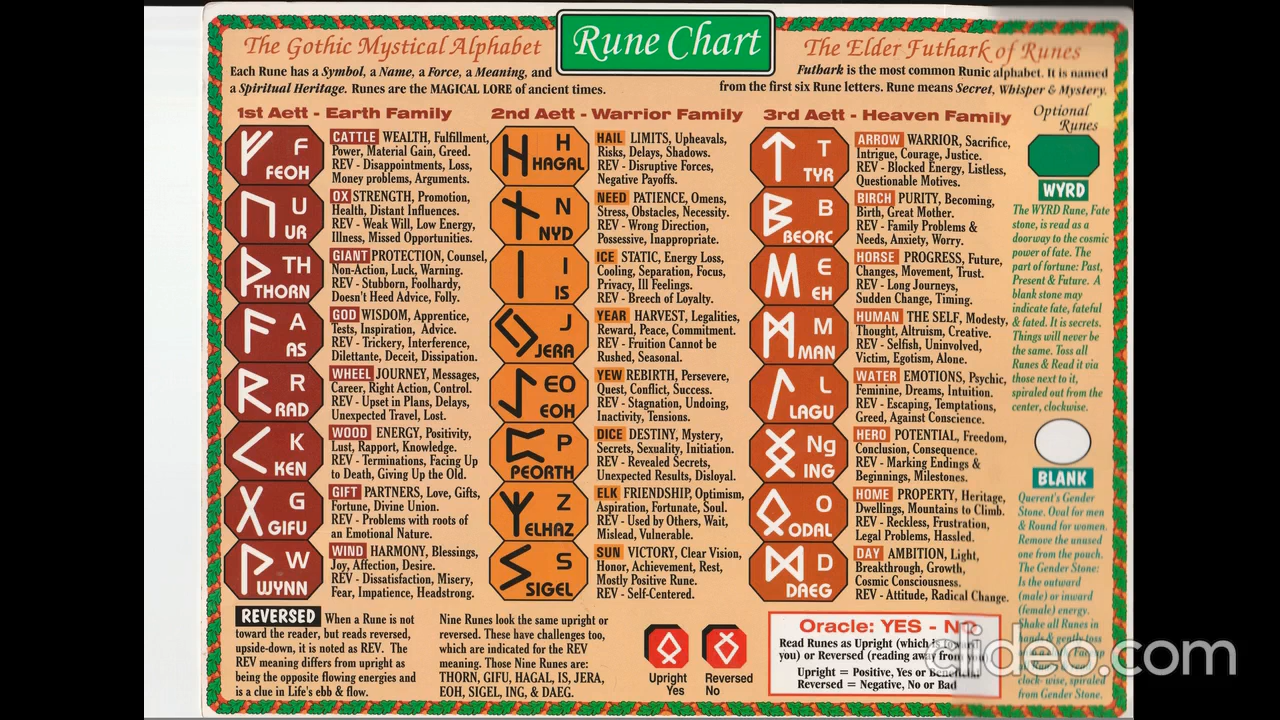 The Gothic Mystical Alphabet
Rune Chart
The Elder Futhark of Runes
Each Rune has a Symbol, a Name, a Force, a Meaning, and
a Spiritual Heritage. Runes are the MAGICAL LORE of ancient times.
Futhark is the most common Runic alphabet. It is named
from the first six Rune letters. Rune means Secret, Whisper & Mystery.
1st Aett - Earth Family
F
FEOH
CATTLE WEALTH, Fulfillment,
Power, Material Gain, Greed.
REV - Disappointments, Loss,
Money problems, Arguments.
U
UR
OX STRENGTH, Promotion,
Health, Distant Influences.
REV - Weak Will, Low Energy,
Illness, Missed Opportunities.
TH
THORN
GIANT PROTECTION, Counsel,
Non-Action, Luck, Warning.
REV - Stubborn, Foolhardy,
Doesn't Heed Advice, Folly.
A
AS
GOD WISDOM, Apprentice,
Tests, Inspiration, Advice.
REV - Trickery, Interference,
Dilettante, Deceit, Dissipation.
R
RAD
WHEEL JOURNEY, Messages,
Career, Right Action, Control.
REV - Upset in Plans, Delays,
Unexpected Travel, Lost.
K
KEN
WOOD ENERGY, Positivity,
Lust, Rapport, Knowledge.
REV - Terminations, Facing Up
to Death, Giving Up the Old.
G
GIFU
GIFT PARTNERS, Love, Gifts,
Fortune, Divine Union.
REV - Problems with roots of
an Emotional Nature.
W
WYNN
WIND HARMONY, Blessings,
Joy, Affection, Desire.
REV - Dissatisfaction, Misery,
Fear, Impatience, Headstrong.
2nd Aett - Warrior Family
H
HAGAL
HAIL LIMITS, Upheavals,
Risks, Delays, Shadows.
REV - Disruptive Forces,
Negative Payoffs.
N
NYD
NEED PATIENCE, Omens,
Stress, Obstacles, Necessity.
REV - Wrong Direction,
Possessive, Inappropriate.
I
IS
ICE STATIC, Energy Loss,
Cooling, Separation, Focus,
Privacy, Ill Feelings.
REV - Breech of Loyalty.
J
JERA
YEAR HARVEST, Legalities,
Reward, Peace, Commitment.
REV - Fruition Cannot be
Rushed, Seasonal.
EO
EOH
YEW REBIRTH, Persevere,
Quest, Conflict, Success.
REV - Stagnation, Undoing,
Inactivity, Tensions.
P
PEORTH
DICE DESTINY, Mystery,
Secrets, Sexuality, Initiation.
REV - Revealed Secrets,
Unexpected Results, Disloyal.
Z
ELHAZ
ELK FRIENDSHIP, Optimism,
Aspiration, Fortunate, Soul.
REV - Used by Others, Wait,
Mislead, Vulnerable.
S
SIGEL
SUN VICTORY, Clear Vision,
Honor, Achievement, Rest,
Mostly Positive Rune.
REV - Self-Centered.
3rd Aett - Heaven Family
T
TYR
ARROW WARRIOR, Sacrifice,
Intrigue, Courage, Justice.
REV - Blocked Energy, Listless,
Questionable Motives.
B
BEORC
BIRCH PURITY, Becoming,
Birth, Great Mother.
REV - Family Problems &
Needs, Anxiety, Worry.
E
EH
HORSE PROGRESS, Future,
Changes, Movement, Trust.
REV - Long Journeys,
Sudden Change, Timing.
M
MAN
HUMAN THE SELF, Modesty,
Thought, Altruism, Creative.
REV - Selfish, Uninvolved,
Victim, Egotism, Alone.
L
LAGU
WATER EMOTIONS, Psychic,
Feminine, Dreams, Intuition.
REV - Escaping, Temptations,
Greed, Against Conscience.
Ng
ING
HERO POTENTIAL, Freedom,
Conclusion, Consequence.
REV - Marking Endings &
Beginnings, Milestones.
O
ODAL
HOME PROPERTY, Heritage,
Dwellings, Mountains to Climb.
REV - Reckless, Frustration,
Legal Problems, Hassled.
D
DAEG
DAY AMBITION, Light,
Breakthrough, Growth,
Cosmic Consciousness.
REV - Attitude, Radical Change.
Optional
Runes
WYRD
The WYRD Rune, Fate
stone, is read as a
doorway to the cosmic
power of fate. The
part of fortune: Past,
Present & Future. A
blank stone may
indicate fate, fateful
& fated. It is secrets.
Things will never be
the same. Toss all
Runes & Read it via
those next to it,
spiraled out from the
center, clockwise.
BLANK
Querent's Gender
Stone. Oval for men
& Round for women.
Remove the unused
one from the pouch.
The Gender Stone:
Is the outward
(male) or inward
(female) energy.
Shake all Runes in
hands & gently toss
clock-wise, spiraled
from Gender Stone.
REVERSED When a Rune is not
toward the reader, but reads reversed,
upside-down, it is noted as REV. The
REV meaning differs from upright as
being the opposite flowing energies and
is a clue in Life's ebb & flow.
Nine Runes look the same upright or
reversed. These have challenges too,
which are indicated for the REV
meaning. Those Nine Runes are:
THORN, GIFU, HAGAL, IS, JERA,
EOH, SIGEL, ING, & DAEG.
Upright
Yes
Reversed
No
Oracle: YES - NO
Read Runes as Upright (which is toward
you) or Reversed (reading away from you)
Upright = Positive, Yes or Beneficial
Reversed = Negative, No or Bad
clideo.com